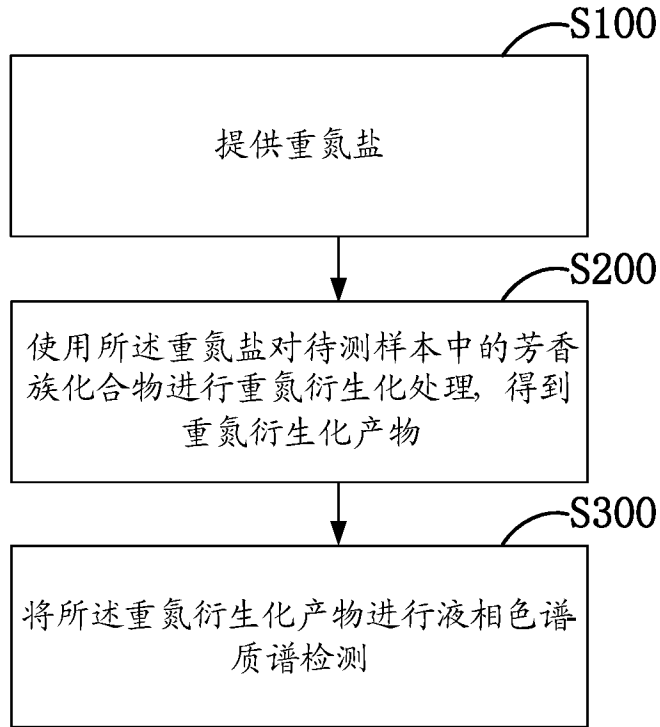 S100
提供重氮盐
S200
使用所述重氮盐对待测样本中的芳香
族化合物进行重氮衍生化处理, 得到
重氮衍生化产物
S300
将所述重氮衍生化产物进行液相色谱-
质谱检测